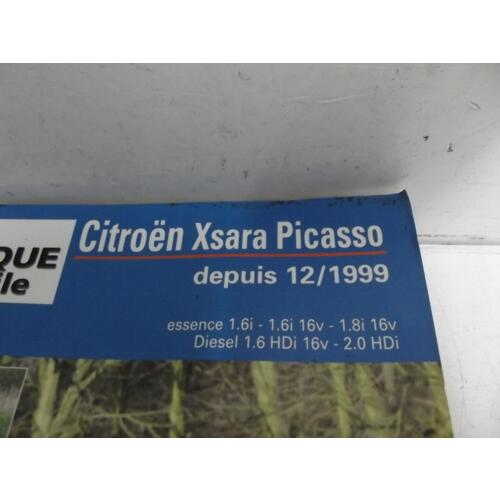 QUE
ile
Citroën Xsara Picasso
depuis 12/1999
essence 1.6i - 1.6i 16v - 1.8i 16v
Diesel 1.6 HDi 16v - 2.0 HDi